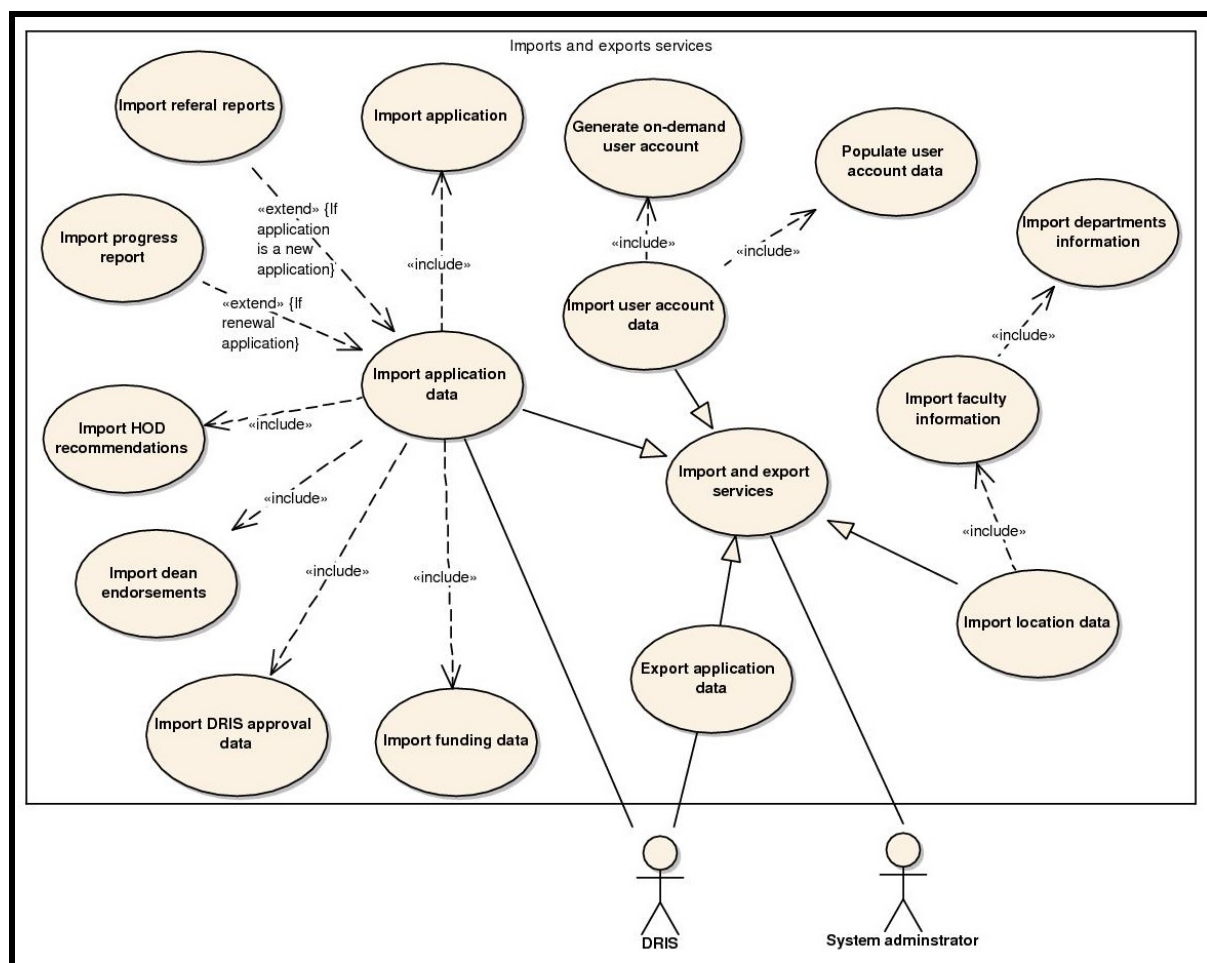 Imports and exports services
Import referal reports
Import application
Generate on-demand
user account
Populate user
account data
Import progress
report
«extend» {If
application
is a new
application}
«include»
«include»
«include»
Import departments
information
«extend» {If
renewal
application}
Import user account
data
«include»
Import application
data
Import faculty
information
Import HOD
recommendations
«include»
Import and export
services
«include»
«include»
Import dean
endorsements
«include»
«include»
Import location data
Export application
data
Import DRIS approval
data
Import funding data
DRIS
System adminstrator